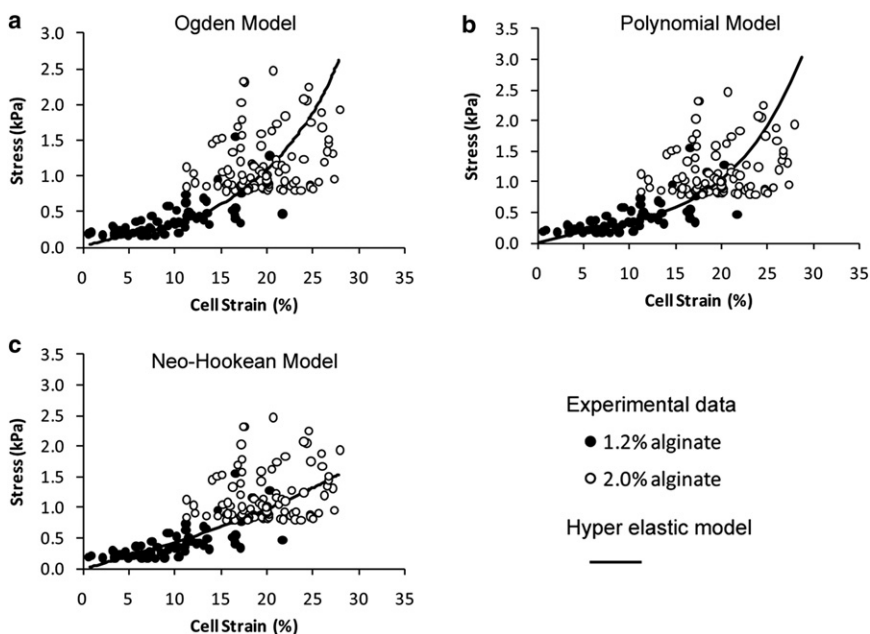 a
Ogden Model
3.0
2.5
2.0
1.5
1.0
0.5
0.0
Stress (kPa)
0 5 10 15 20 25 30 35
Cell Strain (%)
b
Polynomial Model
3.5
3.0
2.5
2.0
1.5
1.0
0.5
0.0
Stress (kPa)
0 5 10 15 20 25 30 35
Cell Strain (%)
c
Neo-Hookean Model
3.5
3.0
2.5
2.0
1.5
1.0
0.5
0.0
Stress (kPa)
0 5 10 15 20 25 30 35
Cell Strain (%)
Experimental data
1.2% alginate
2.0% alginate
Hyper elastic model